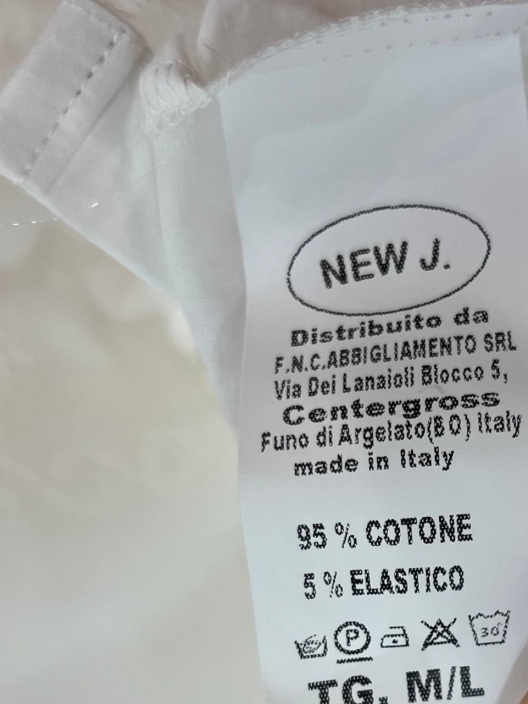 NEW J.
Distribuito da
F.N.C.ABBIGLIAMENTO SRL
Via Dei Lanaioli Blocco 5,
Centergross
Funo di Argelato(BO) Italy
made in Italy
95 % COTONE
5 % ELASTICO
P 30°
TG. M/L